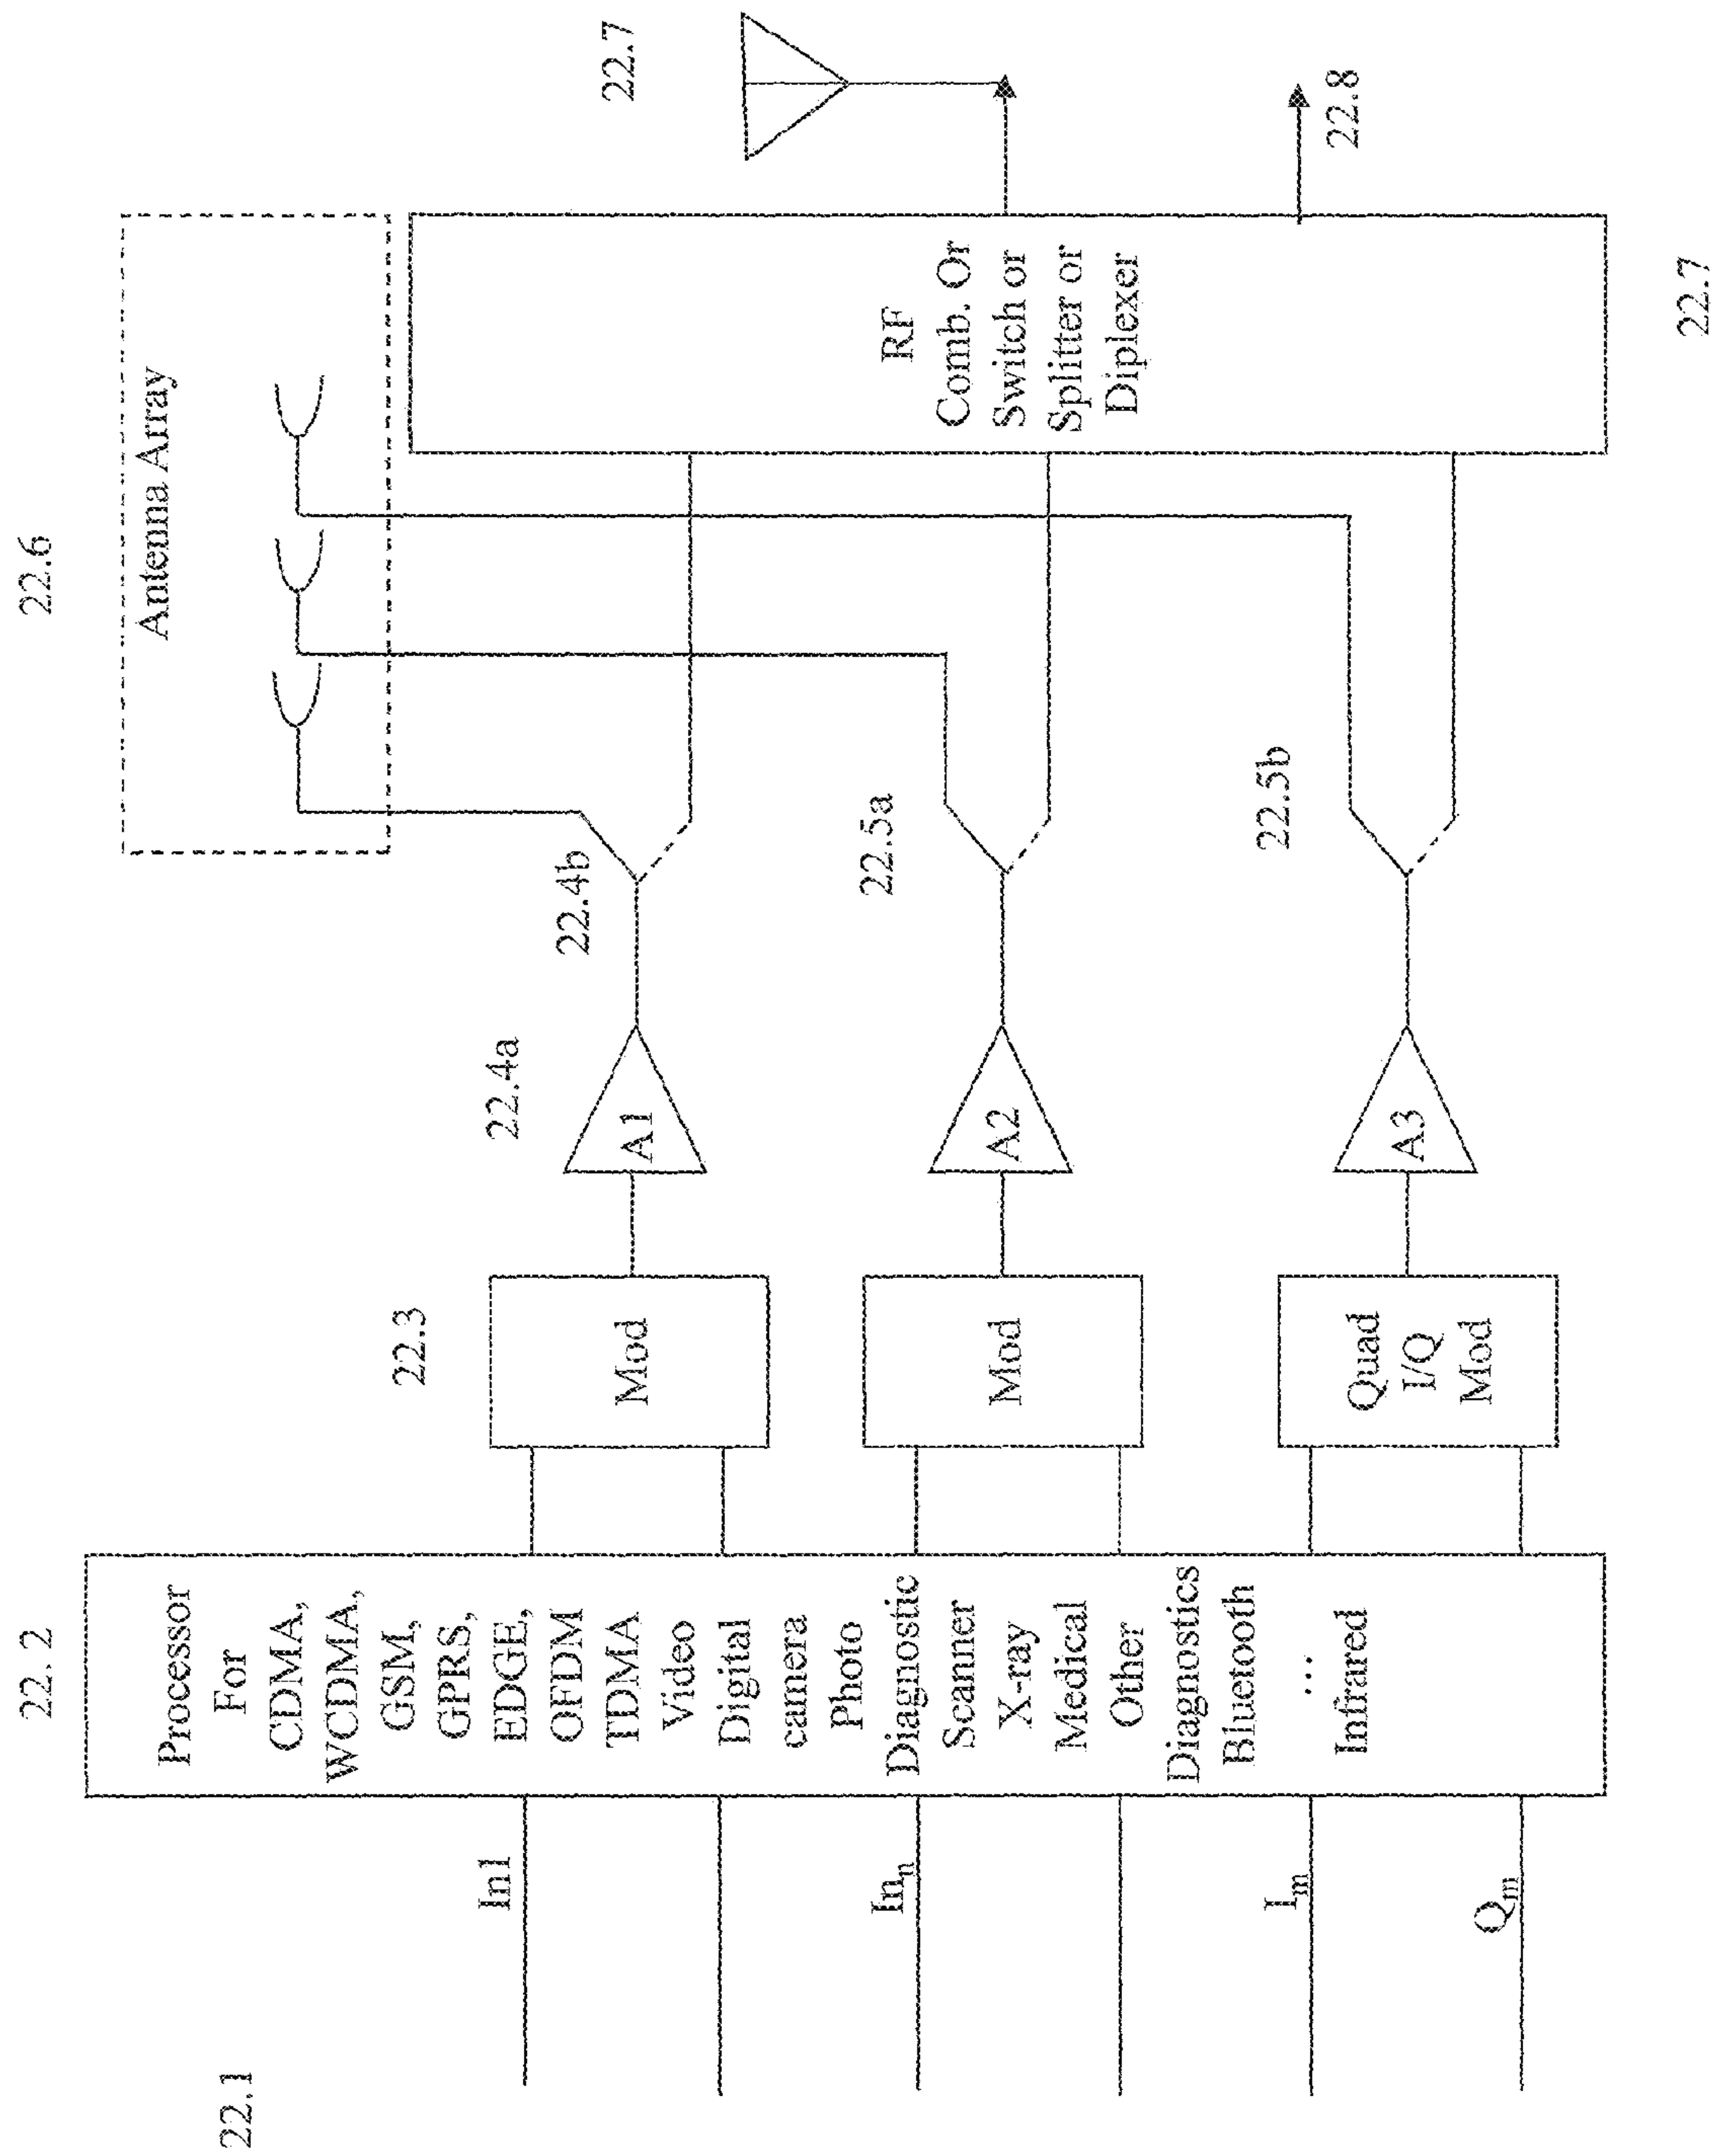 22.1
In1
In_n
I_m
Q_m
22. 2
Processor
For
CDMA,
WCDMA,
GSM,
GPRS,
EDGE,
OFDM
TDMA
Video
Digital
camera
Photo
Diagnostic
Scanner
X-ray
Medical
Other
Diagnostics
Bluetooth
...
Infrared
22.3
Mod
Mod
Quad
I/Q
Mod
22.4a
A1
A2
A3
22.4b
22.5a
22.5b
22.6
Antenna Array
RF
Comb. Or
Switch or
Splitter or
Diplexer
22.7
22.7
22.8